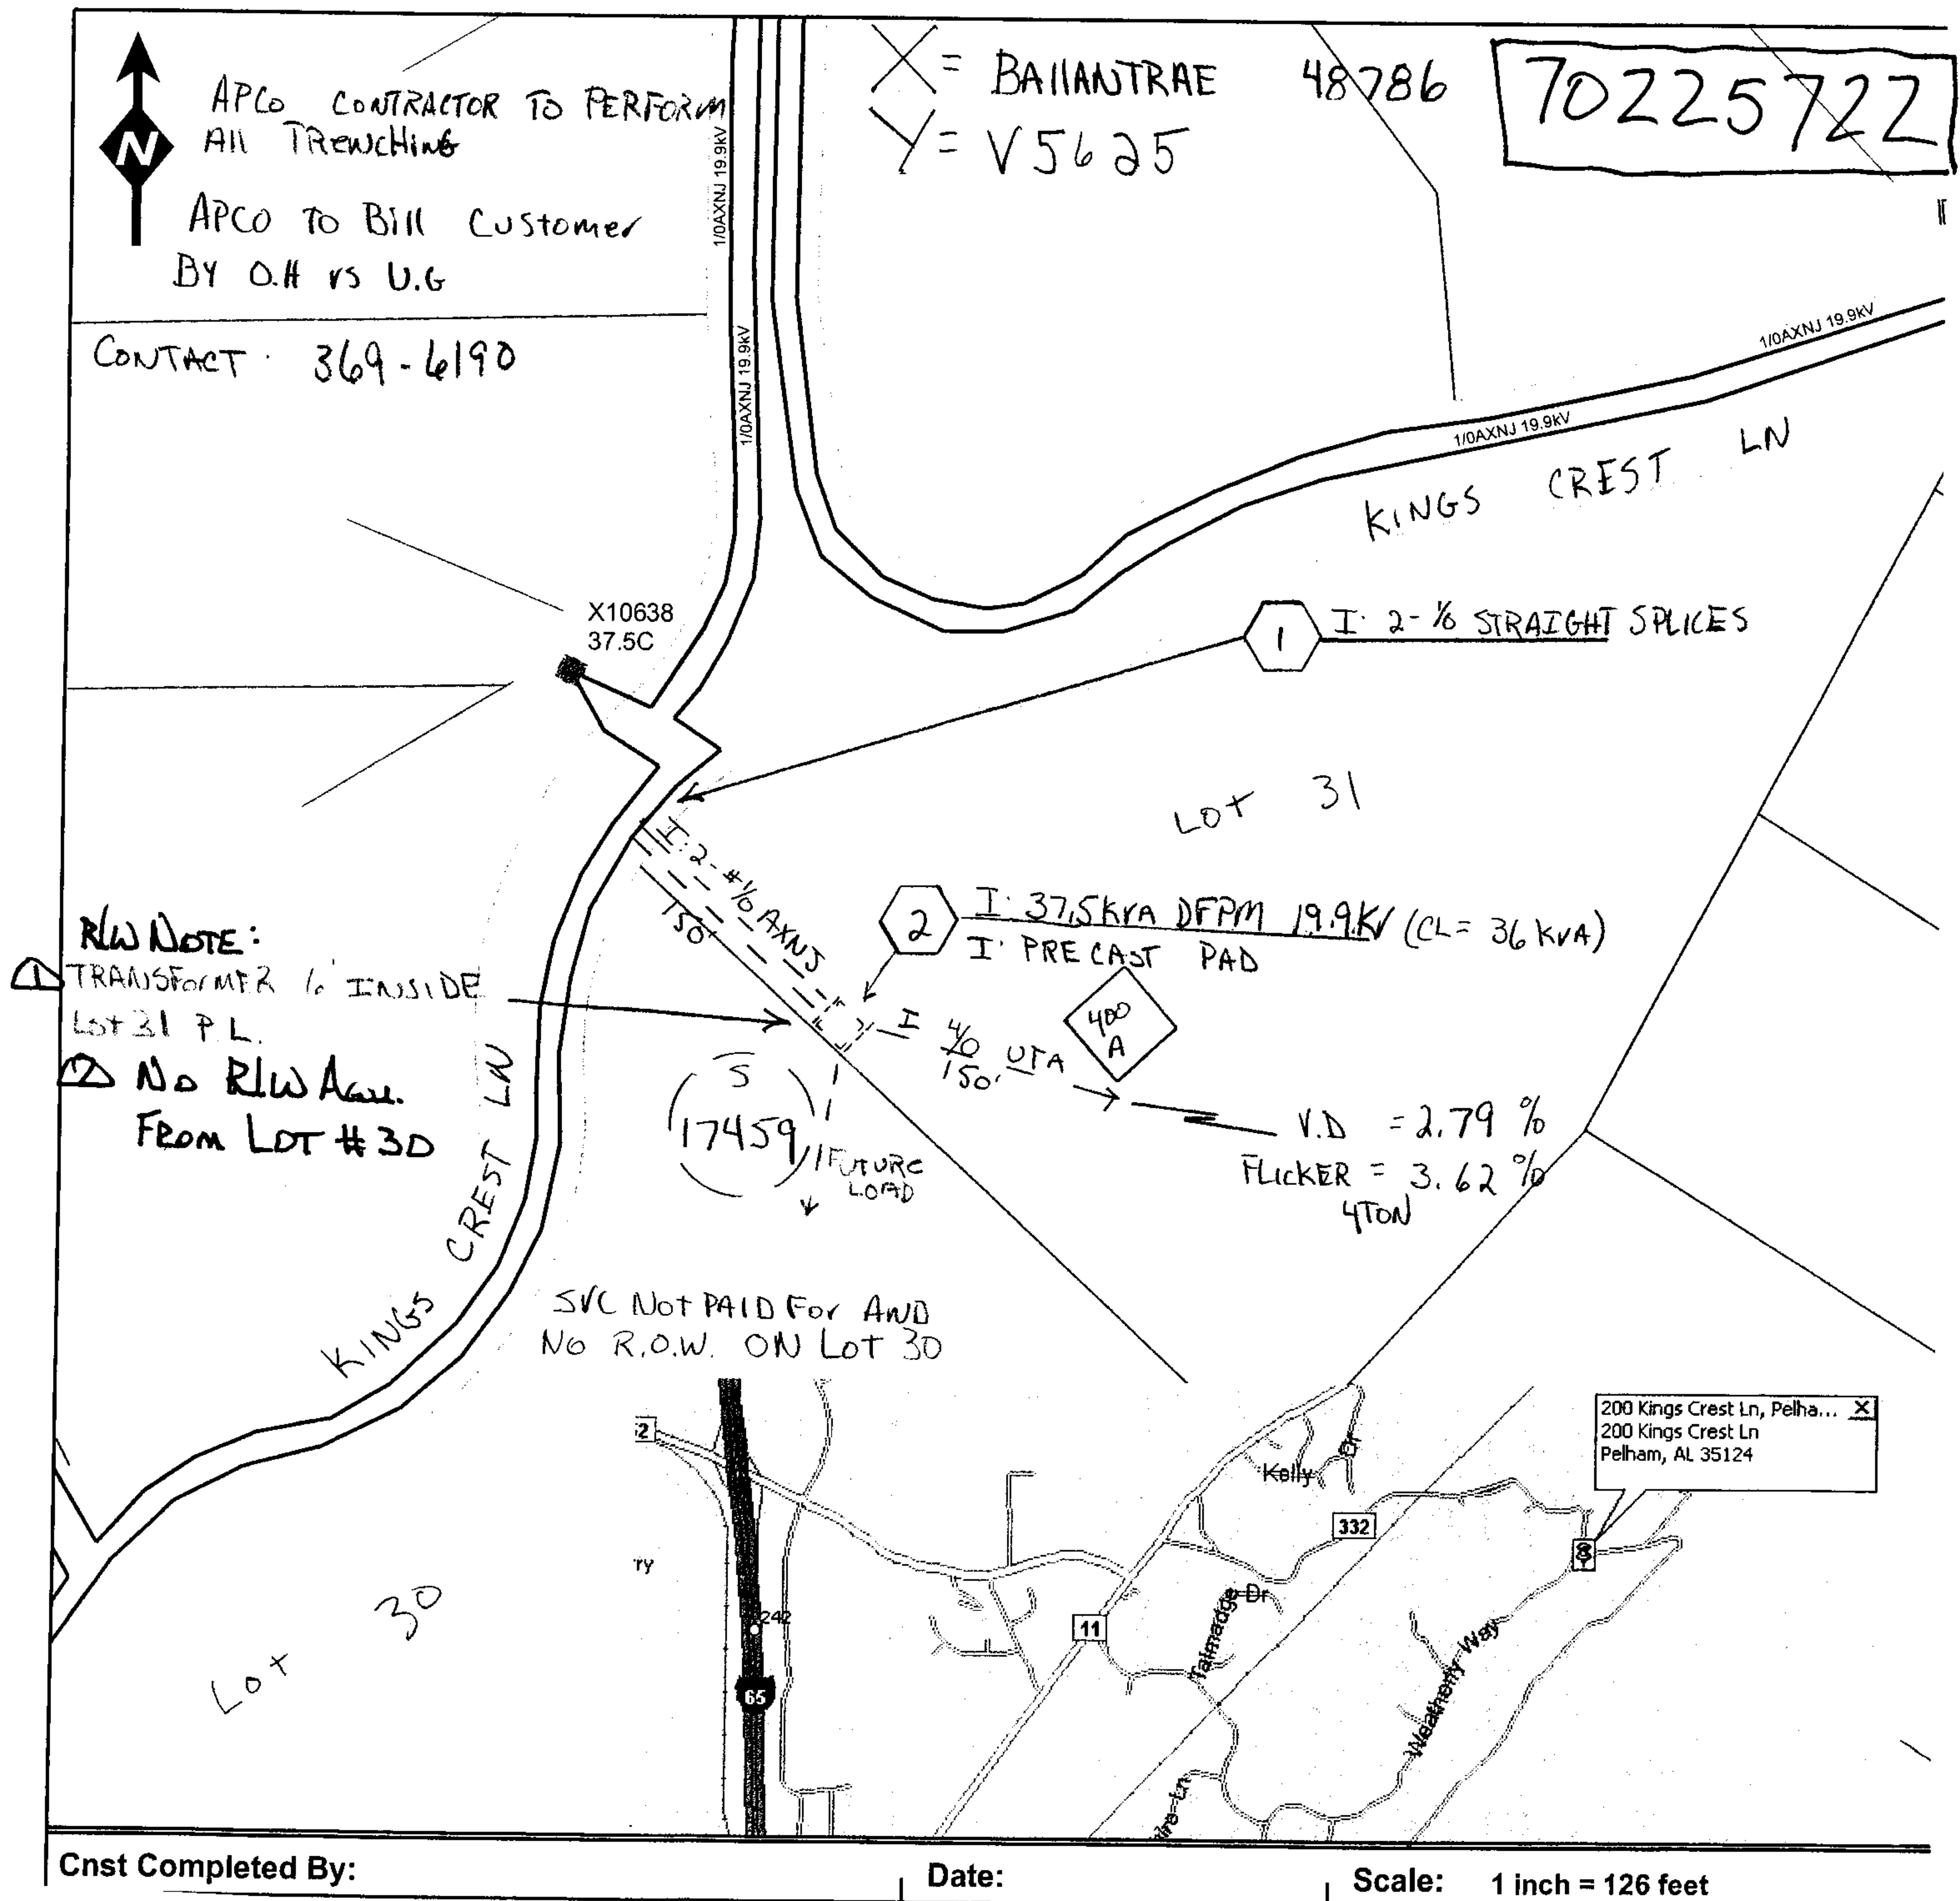 N
APCo CONTRACTOR TO PERFORM
All TRENCHING
APCO TO Bill Customer
BY O.H vs U.G
CONTACT · 369-6190
X = BAllANTRAE 48786
Y = V5625
70225722
1/0AXNJ 19.9kV
1/0AXNJ 19.9kV
1/0AXNJ 19.9kV
1/0AXNJ 19.9kV
KINGS CREST LN
X10638
37.5C
1 I: 2-1/0 STRAIGHT SPLICES
Lot 31
I: 2-#1/0 AXNJ
150'
2 I: 37.5KVA DFPM 19.9KV (CL= 36 KVA)
I: PRECAST PAD
R/W NOTE:
1 TRANSFORMER 6' INSIDE
Lot 31 P.L.
2 No R/W AGR.
FROM LOT #30
I 4/0 UTA
150'
400
A
S
17459
FUTURE
LOAD
V.D = 2.79 %
FLICKER = 3.62 %
4TON
KINGS CREST LN
SVC Not PAID For AND
No R.O.W. ON Lot 30
Lot 30
200 Kings Crest Ln, Pelha... X
200 Kings Crest Ln
Pelham, AL 35124
Kelly Dr
332
11
Talmadge Dr
Weatherly Way
242
65
Cnst Completed By:
Date:
Scale: 1 inch = 126 feet